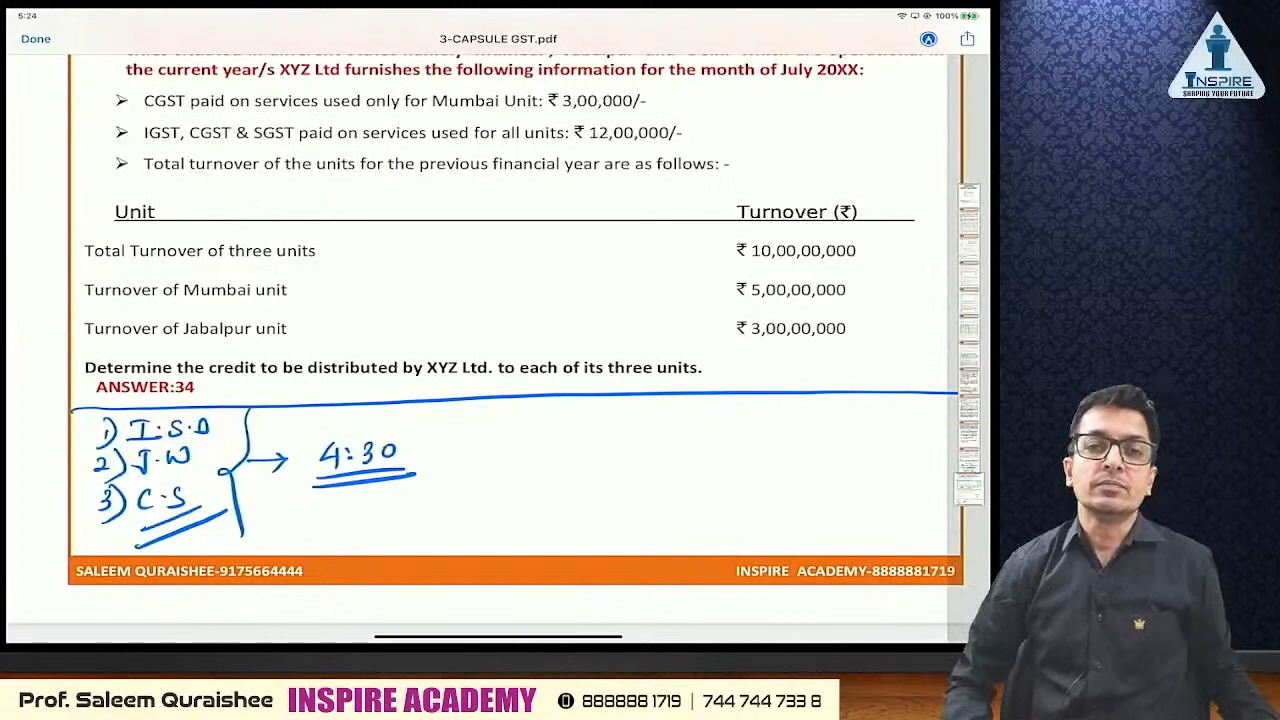 5:24
100%
Done
3-CAPSULE GST.pdf
the current year/s XYZ Ltd furnishes the following information for the month of July 20XX:
➤ CGST paid on services used only for Mumbai Unit: ₹ 3,00,000/-
➤ IGST, CGST & SGST paid on services used for all units: ₹ 12,00,000/-
➤ Total turnover of the units for the previous financial year are as follows: -
Unit Turnover (₹)
Total Turnover of three units ₹ 10,00,00,000
Turnover of Mumbai unit ₹ 5,00,00,000
Turnover of Jabalpur unit ₹ 3,00,00,000
Determine the credit to be distributed by XYZ Ltd. to each of its three units.
ANSWER:34
1) I.S.D
2) J.W
3) C.S
→ 4:30
SALEEM QURAISHEE-9175664444
INSPIRE ACADEMY-8888881719
INSPIRE
SHAPING YOUR FUTURE
Prof. Saleem Quraishee INSPIRE ACADEMY 888888 1719 | 744 744 733 8